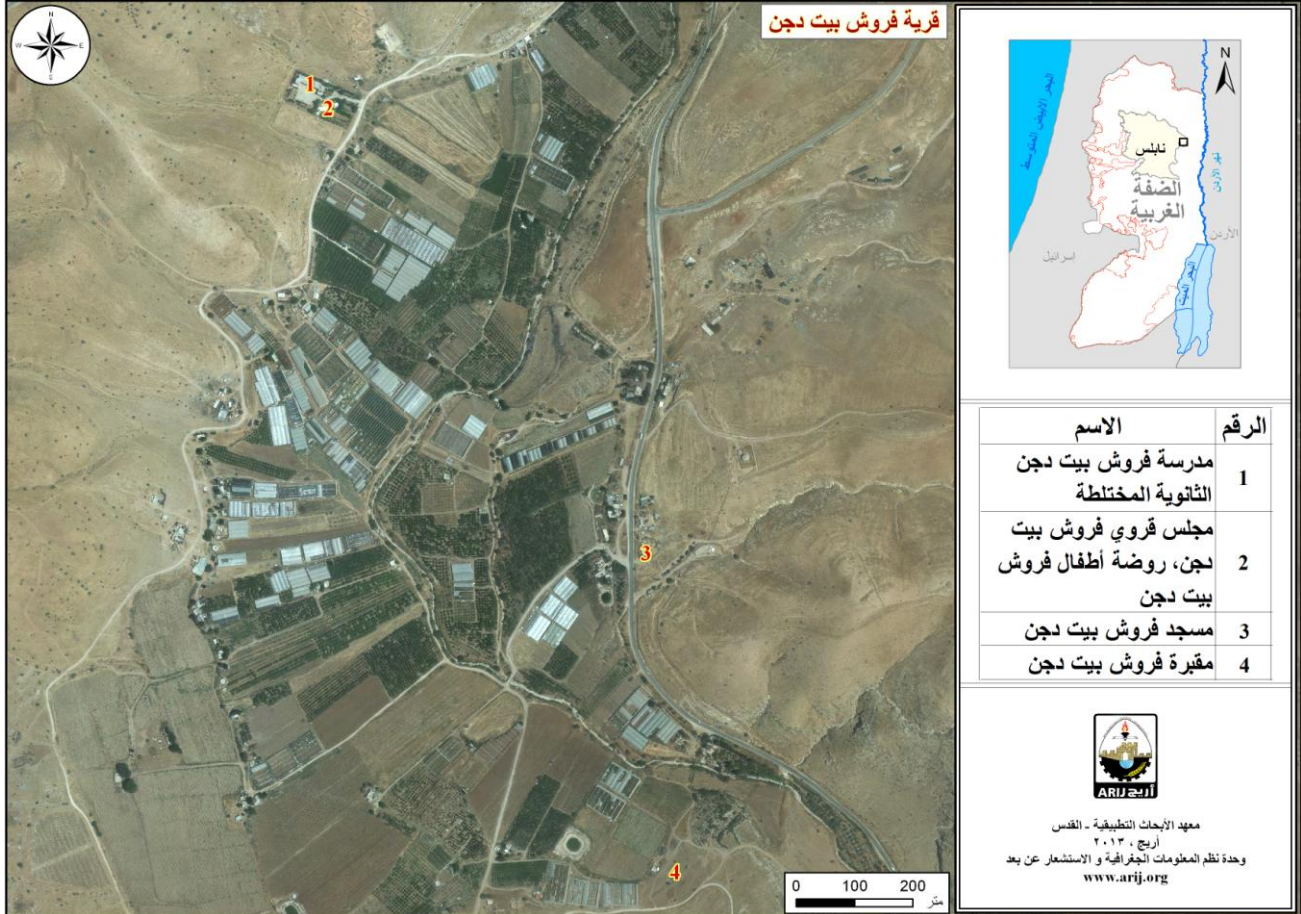 قرية فروش بيت دجن
N
W
E
S
1
2
3
4
0 100 200
متر
N
البحر الابيض المتوسط
نابلس
الضفة
الغربية
نهر الأردن
الأردن
إسرائيل
البحر الميت
الرقم الاسم
1 مدرسة فروش بيت دجن
الثانوية المختلطة
2 مجلس قروي فروش بيت
دجن، روضة أطفال فروش
بيت دجن
3 مسجد فروش بيت دجن
4 مقبرة فروش بيت دجن
ARIJ أريج
معهد الأبحاث التطبيقية - القدس
أريج ، ٢٠١٣
وحدة نظم المعلومات الجغرافية و الاستشعار عن بعد
www.arij.org